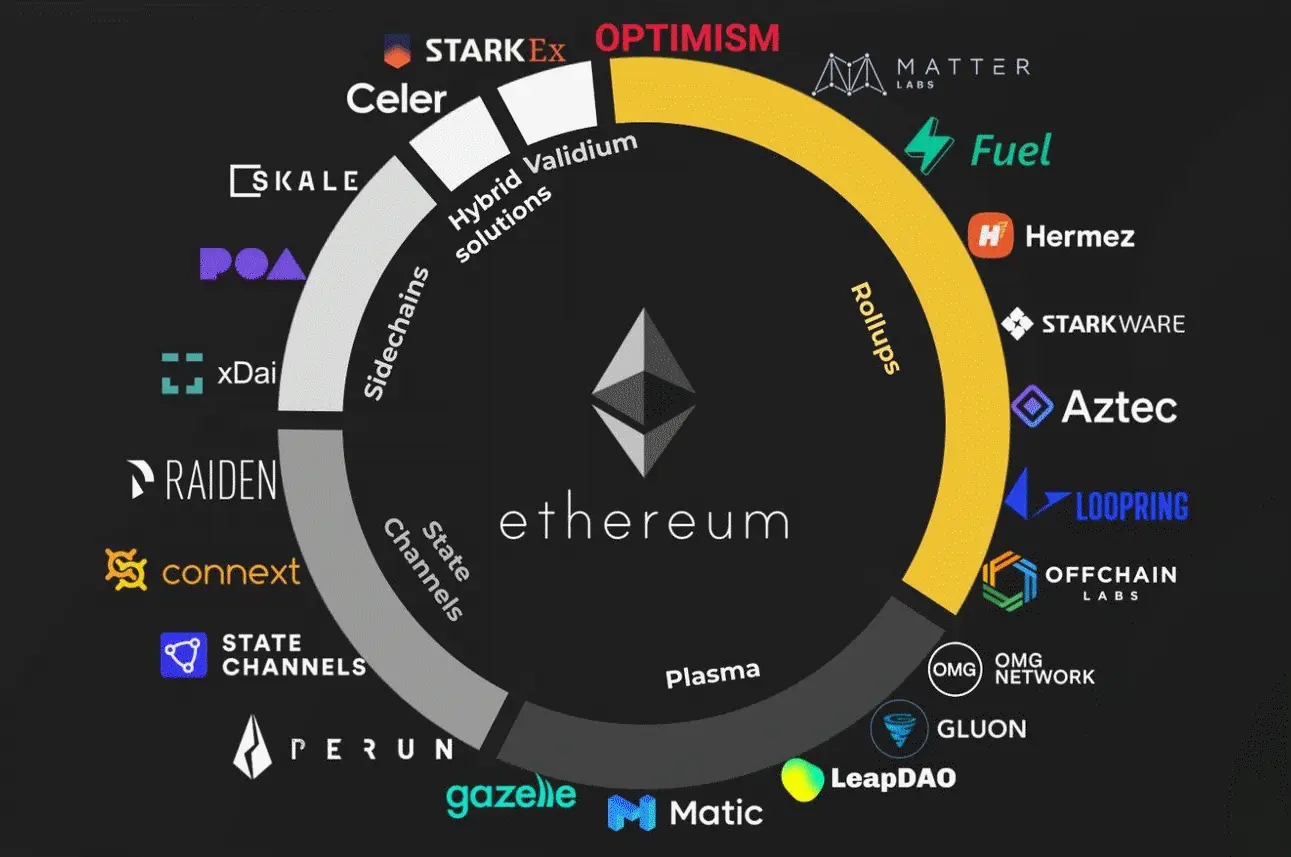 STARKEx
OPTIMISM
MATTER
LABS
Celer
Fuel
Validium
Hybrid
solutions
SKALE
Hermez
POA
Sidechains
Rollups
STARKWARE
xDai
Aztec
RAIDEN
LOOPRING
ethereum
State
Channels
connext
OFFCHAIN
LABS
STATE
CHANNELS
Plasma
OMG
OMG
NETWORK
GLUON
PERUN
LeapDAO
gazelle
Matic